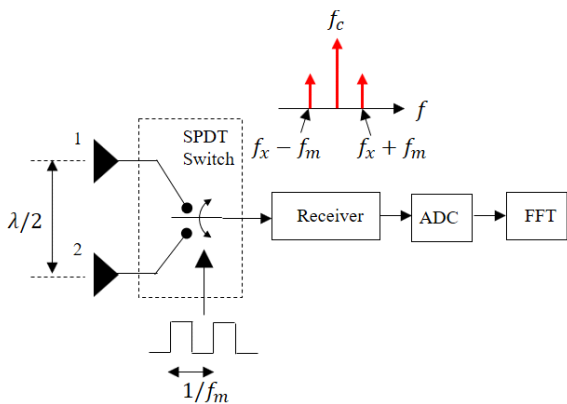 f_c
f
f_x − f_m
f_x + f_m
1
SPDT
Switch
λ/2
2
Receiver
ADC
FFT
1/f_m